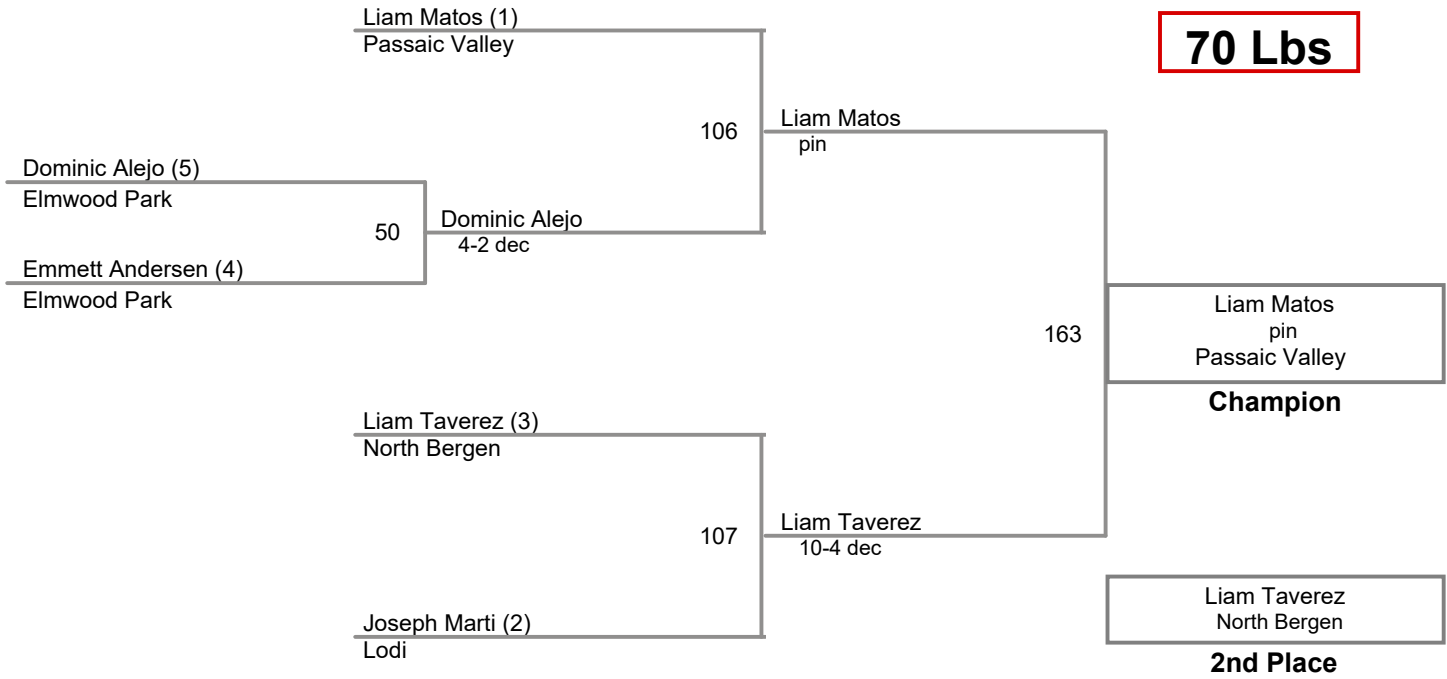 Liam Matos (1)
Passaic Valley
70 Lbs
106
Liam Matos
pin
Dominic Alejo (5)
Elmwood Park
50
Dominic Alejo
4-2 dec
Emmett Andersen (4)
Elmwood Park
163
Liam Matos
pin
Passaic Valley
Champion
Liam Taverez (3)
North Bergen
107
Liam Taverez
10-4 dec
Joseph Marti (2)
Lodi
Liam Taverez
North Bergen
2nd Place